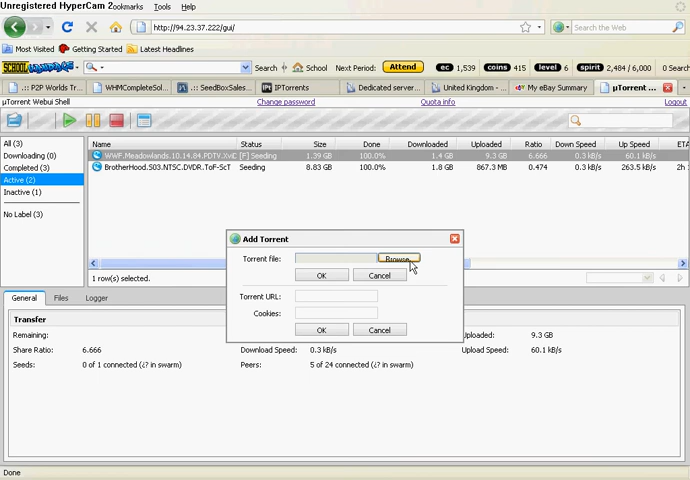 Unregistered HyperCam 2
ookmarks Tools Help
http://94.23.37.222/gui/
Search the Web
Most Visited Getting Started Latest Headlines
Search School Next Period: Attend ec 1,539 coins 415 level 6 spirit 2,484 / 6,000 0 Searc
.:: P2P Worlds Tr... WHMCompleteSol... SeedBoxSales... IPTorrents Dedicated server... United Kingdom -... My eBay Summary µTorrent ...
µTorrent Webui Shell Change password Quota info Logout
All (3)
Downloading (0)
Completed (3)
Active (2)
Inactive (1)
No Label (3)
Name Status Size Done Downloaded Uploaded Ratio Down Speed Up Speed ETA
WWF.Meadowlands.10.14.84.PDTV.XviD [F] Seeding 1.39 GB 100.0% 1.4 GB 9.3 GB 6.666 0.3 kB/s 60.1 kB/s
BrotherHood.S03.NTSC.DVDR.ToF-ScT Seeding 8.83 GB 100.0% 1.8 GB 867.3 MB 0.474 0.3 kB/s 263.5 kB/s 2h
1 row(s) selected.
Add Torrent
Torrent file: Browse...
OK Cancel
Torrent URL:
Cookies:
OK Cancel
General Files Logger
Transfer
Remaining: Uploaded: 9.3 GB
Share Ratio: 6.666 Download Speed: 0.3 kB/s Upload Speed: 60.1 kB/s
Seeds: 0 of 1 connected (¿? in swarm) Peers: 5 of 24 connected (¿? in swarm)
Done